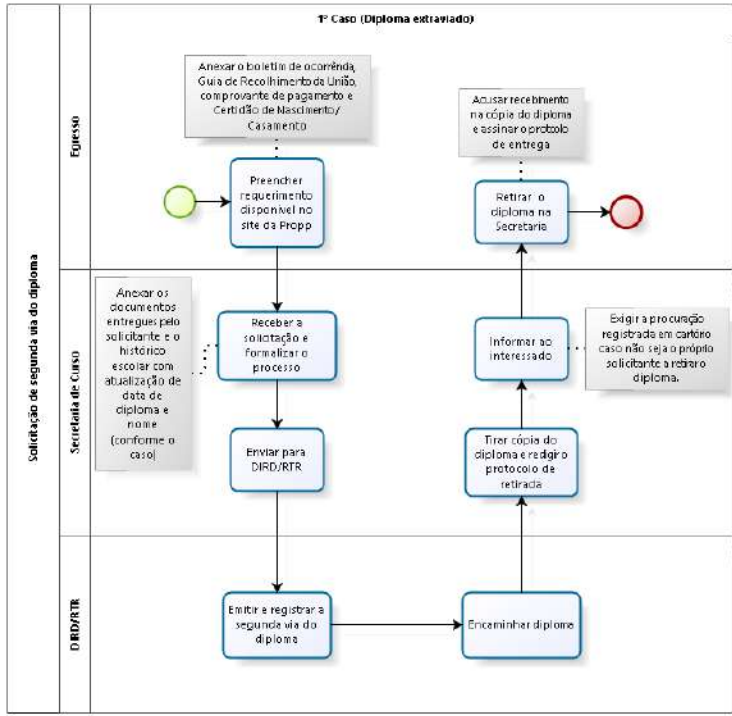 1º Caso (Diploma extraviado)
Solicitação de segunda via do diploma
Egresso
Anexar o boletim de ocorrência,
Guia de Recolhimento da União,
comprovante de pagamento e
Certidão de Nascimento/
Casamento
Preencher
requerimento
disponível no
site da Propp
Acusar recebimento
na cópia do diploma
e assinar o protocolo
de entrega
Retirar o
diploma na
Secretaria
Secretaria de Curso
Anexar os
documentos
entregues pelo
solicitante e o
histórico
escolar com
atualização de
data de
diploma e
nome
(conforme o
caso)
Receber a
solicitação e
formalizar o
processo
Enviar para
DIRD/RTR
Informar ao
interessado
Exigir a procuração
registrada em cartório
caso não seja o próprio
solicitante a retirar o
diploma.
Tirar cópia do
diploma e redigir o
protocolo de
retirada
DIRD/RTR
Emitir e registrar a
segunda via do
diploma
Encaminhar diploma